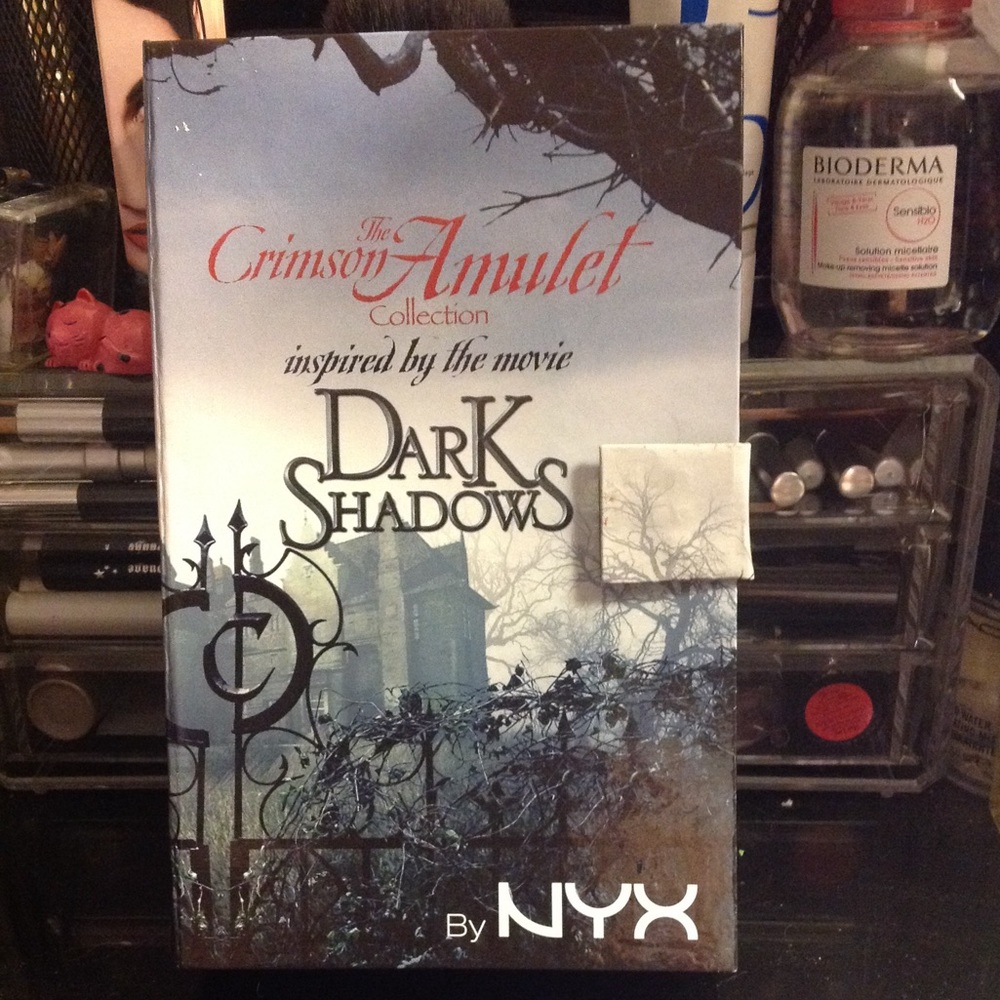 The
Crimson Amulet
Collection
inspired by the movie
DARK
SHADOWS
By NYX
BIODERMA
LABORATOIRE DERMATOLOGIQUE
Sensibio
H2O
Solution micellaire
Make-up removing micelle solution